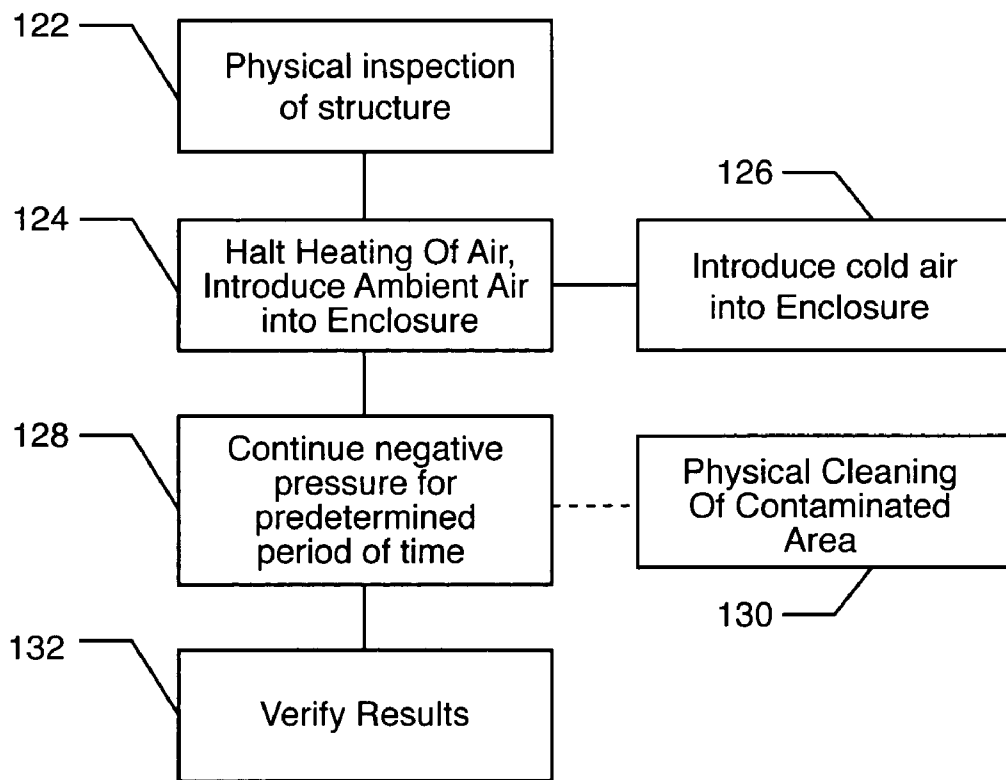 122
Physical inspection
of structure
124
Halt Heating Of Air,
Introduce Ambient Air
into Enclosure
126
Introduce cold air
into Enclosure
128
Continue negative
pressure for
predetermined
period of time
Physical Cleaning
Of Contaminated
Area
130
132
Verify Results